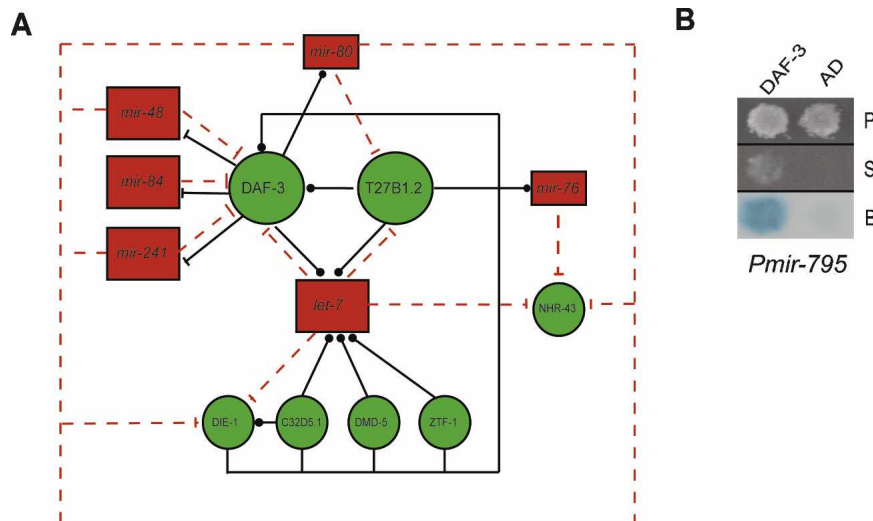 A
B
mir-80
mir-48
mir-84
mir-241
DAF-3
T27B1.2
mir-76
let-7
NHR-43
DIE-1
C32D5.1
DMD-5
ZTF-1
DAF-3
AD
P
S
Pmir-795